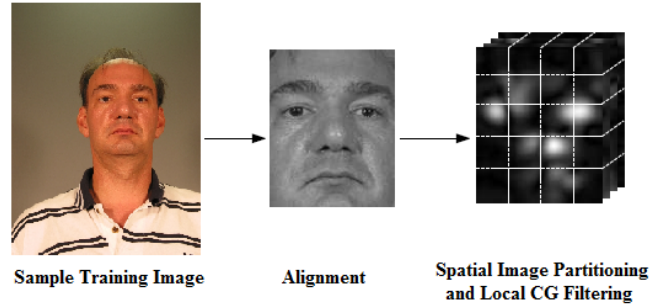 Sample Training Image
Alignment
Spatial Image Partitioning
and Local CG Filtering